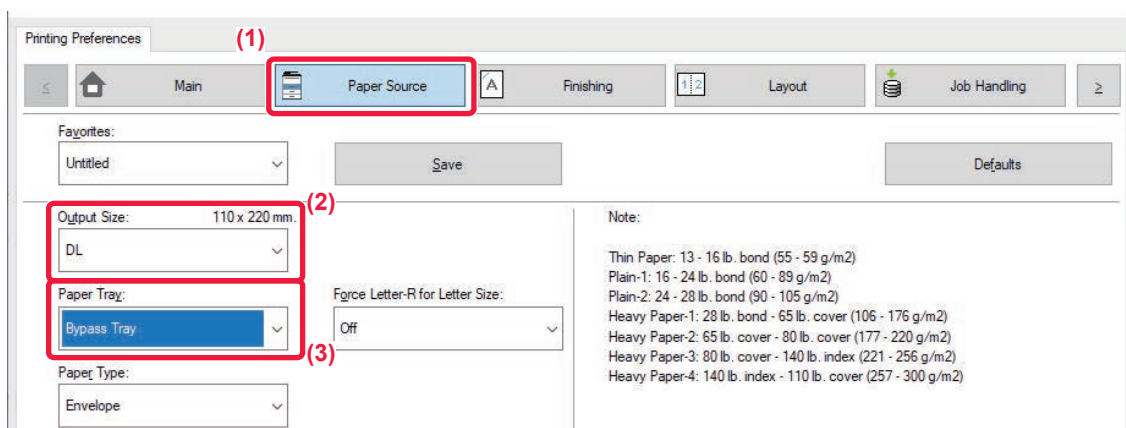 Printing Preferences
(1)
≤ Main Paper Source A Finishing 1 2 Layout Job Handling ≥
Favorites:
Untitled Save Defaults
Output Size: 110 x 220 mm. (2)
DL
Paper Tray: Force Letter-R for Letter Size:
Bypass Tray Off
(3)
Paper Type:
Envelope
Note:
Thin Paper: 13 - 16 lb. bond (55 - 59 g/m2)
Plain-1: 16 - 24 lb. bond (60 - 89 g/m2)
Plain-2: 24 - 28 lb. bond (90 - 105 g/m2)
Heavy Paper-1: 28 lb. bond - 65 lb. cover (106 - 176 g/m2)
Heavy Paper-2: 65 lb. cover - 80 lb. cover (177 - 220 g/m2)
Heavy Paper-3: 80 lb. cover - 140 lb. index (221 - 256 g/m2)
Heavy Paper-4: 140 lb. index - 110 lb. cover (257 - 300 g/m2)